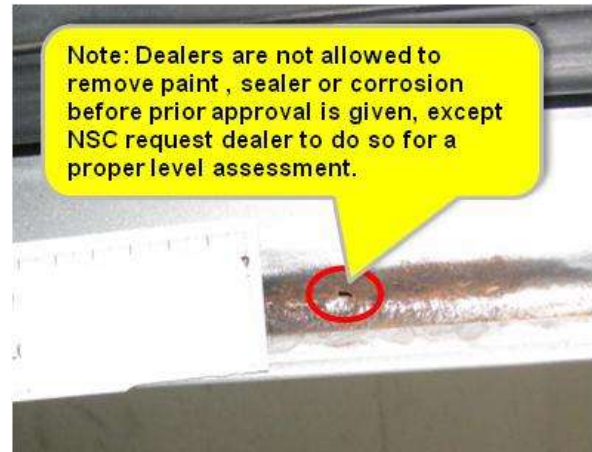 Note: Dealers are not allowed to
remove paint , sealer or corrosion
before prior approval is given, except
NSC request dealer to do so for a
proper level assessment.